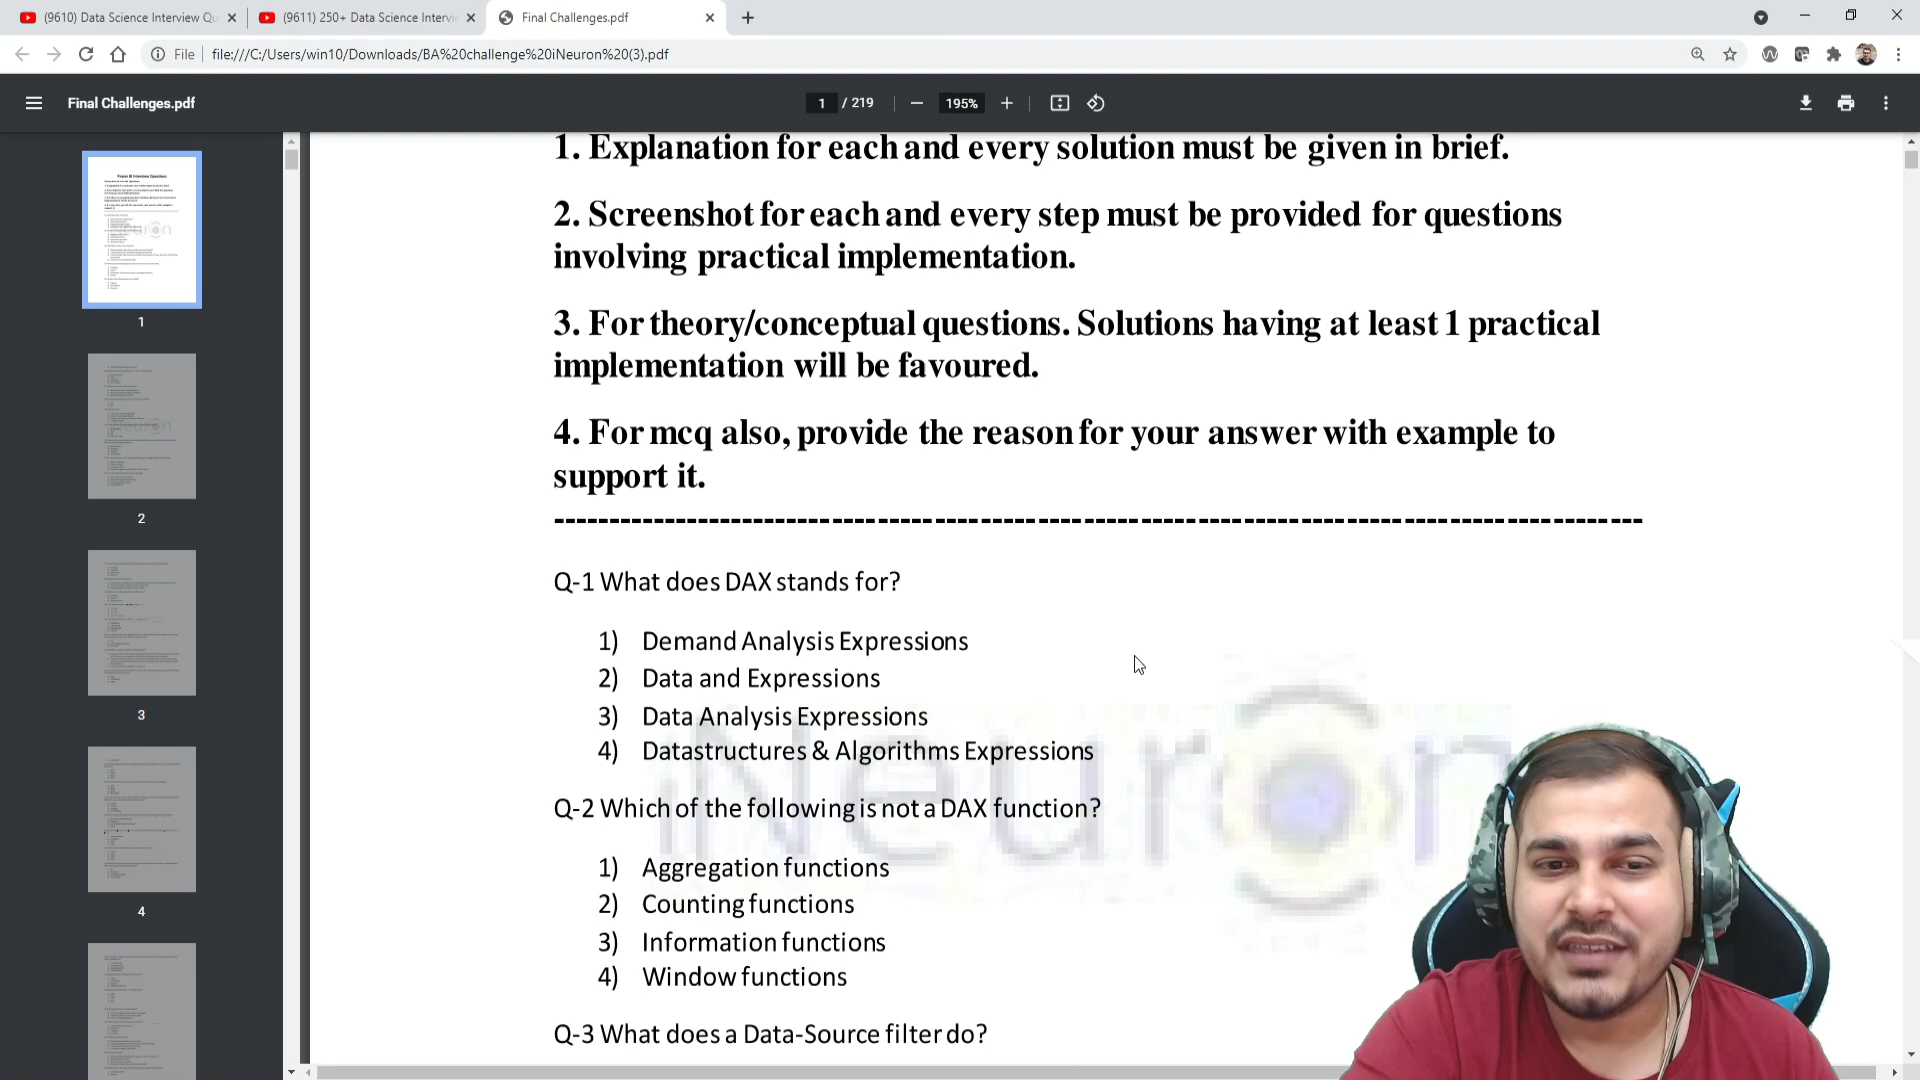 (9610) Data Science Interview Qu
(9611) 250+ Data Science Intervi
Final Challenges.pdf
File
file:///C:/Users/win10/Downloads/BA%20challenge%20iNeuron%20(3).pdf
Final Challenges.pdf
1 / 219
195%
1. Explanation for each and every solution must be given in brief.
2. Screenshot for each and every step must be provided for questions
involving practical implementation.
3. For theory/conceptual questions. Solutions having at least 1 practical
implementation will be favoured.
4. For mcq also, provide the reason for your answer with example to
support it.
Q-1 What does DAX stands for?
1) Demand Analysis Expressions
2) Data and Expressions
3) Data Analysis Expressions
4) Datastructures & Algorithms Expressions
Q-2 Which of the following is not a DAX function?
1) Aggregation functions
2) Counting functions
3) Information functions
4) Window functions
Q-3 What does a Data-Source filter do?
iNeuron
Power BI Interview Questions
1
2
3
4